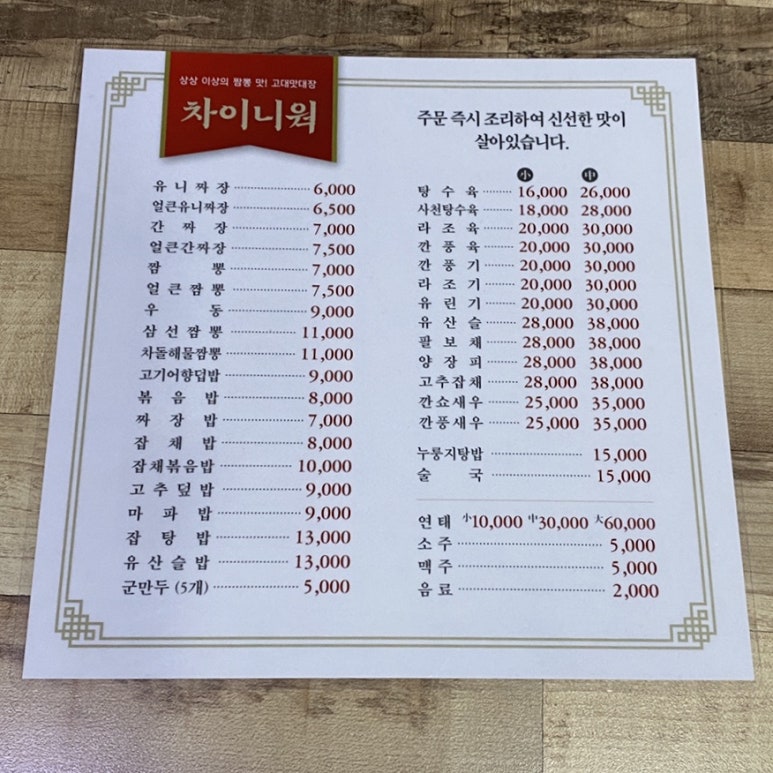 상상 이상의 짬뽕 맛! 고대맛대장
차이니웍
유니짜장 6,000
얼큰유니짜장 6,500
간짜장 7,000
얼큰간짜장 7,500
짬뽕 7,000
얼큰짬뽕 7,500
우동 9,000
삼선짬뽕 11,000
차돌해물짬뽕 11,000
고기어향덥밥 9,000
볶음밥 8,000
짜장밥 7,000
잡채밥 8,000
잡채볶음밥 10,000
고추덮밥 9,000
마파밥 9,000
잡탕밥 13,000
유산슬밥 13,000
군만두 (5개) 5,000
주문 즉시 조리하여 신선한 맛이
살아있습니다.
小 中
탕수육 16,000 26,000
사천탕수육 18,000 28,000
라조육 20,000 30,000
깐풍육 20,000 30,000
깐풍기 20,000 30,000
라조기 20,000 30,000
유린기 20,000 30,000
유산슬 28,000 38,000
팔보채 28,000 38,000
양장피 28,000 38,000
고추잡채 28,000 38,000
깐쇼새우 25,000 35,000
깐풍새우 25,000 35,000
누룽지탕밥 15,000
술국 15,000
연태 小10,000 中30,000 大60,000
소주 5,000
맥주 5,000
음료 2,000